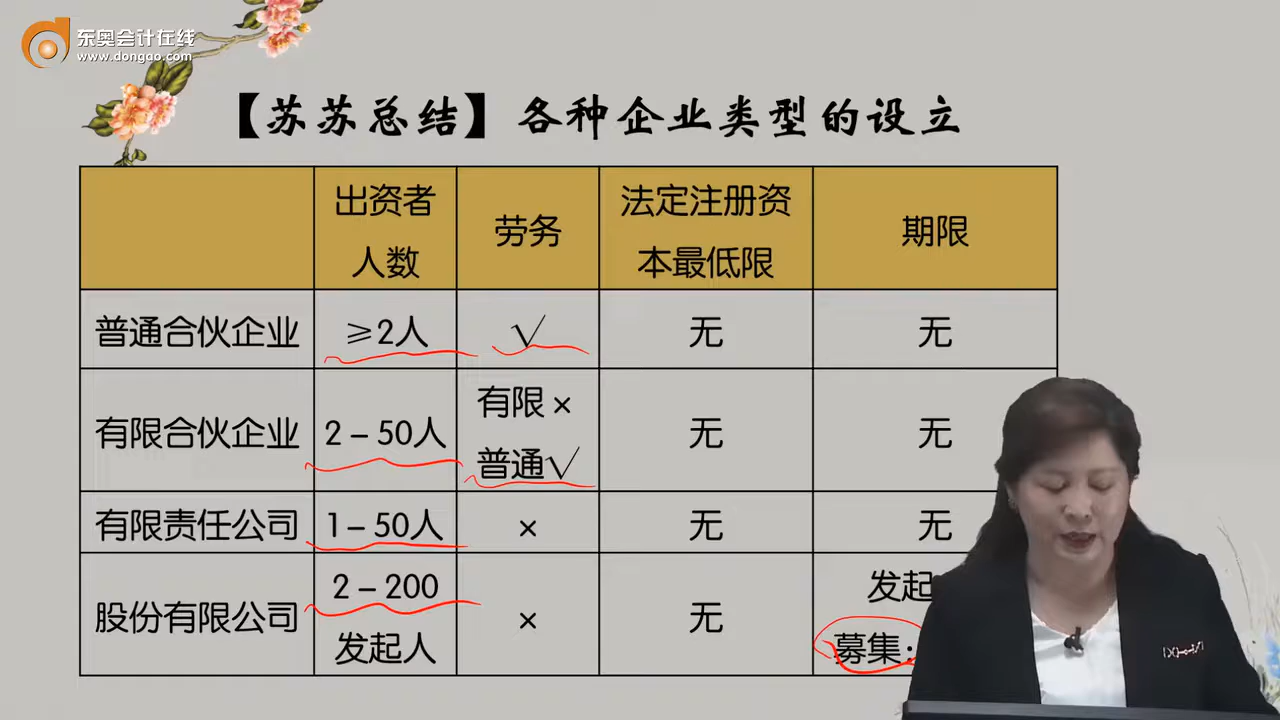 东奥会计在线
www.dongao.com
【苏苏总结】各种企业类型的设立
出资者
人数
劳务
法定注册资
本最低限
期限
普通合伙企业
≥2人
√
无
无
有限合伙企业
2–50人
有限×
普通√
无
无
有限责任公司
1–50人
×
无
无
股份有限公司
2–200
发起人
×
无
发起
募集：